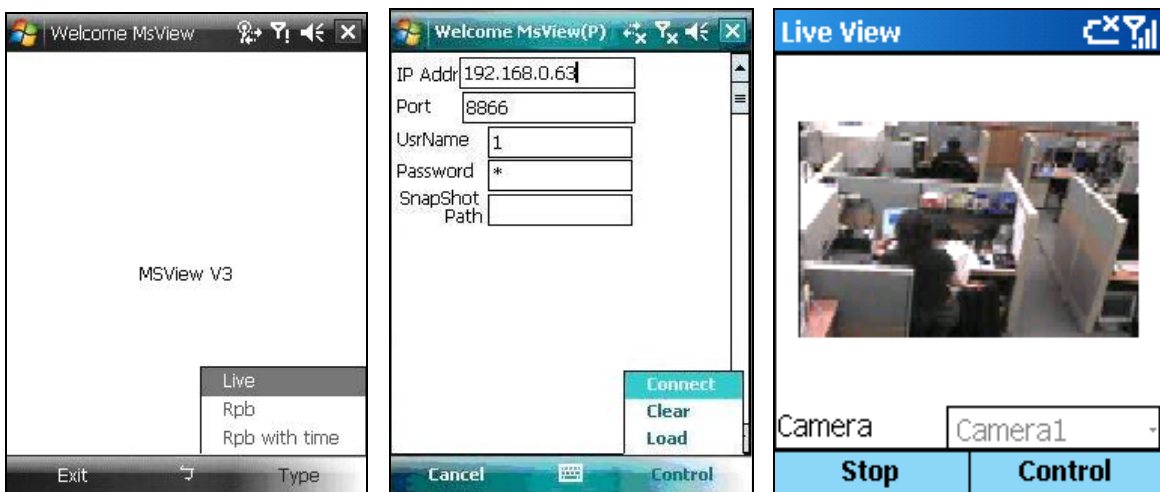 Welcome MsView
MSView V3
Live
Rpb
Rpb with time
Exit
Type
Welcome MsView(P)
IP Addr 192.168.0.63
Port 8866
UsrName 1
Password *
SnapShot
Path
Connect
Clear
Load
Cancel
Control
Live View
Camera Camera1
Stop
Control